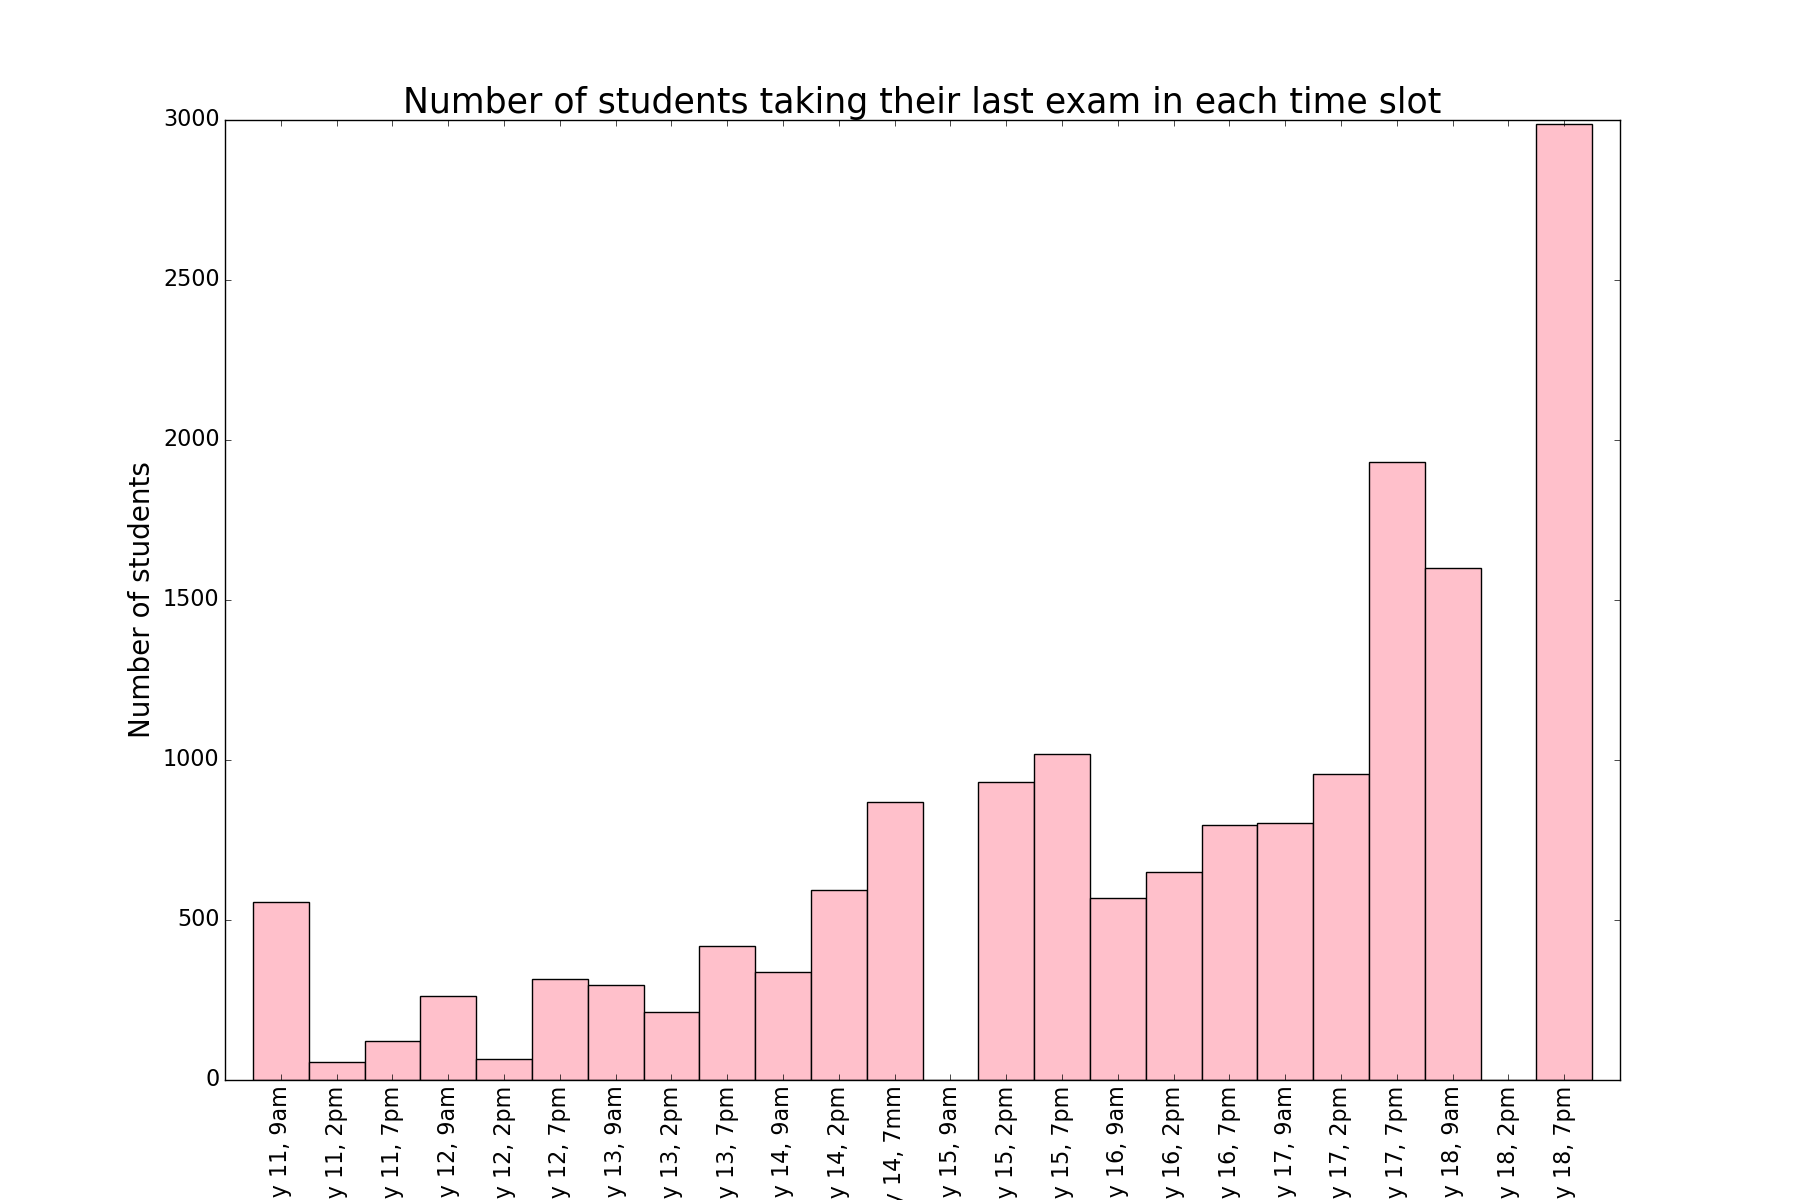 Number of students taking their last exam in each time slot
Number of students
3000
2500
2000
1500
1000
500
0
y 11, 9am
y 11, 2pm
y 11, 7pm
y 12, 9am
y 12, 2pm
y 12, 7pm
y 13, 9am
y 13, 2pm
y 13, 7pm
y 14, 9am
y 14, 2pm
y 14, 7mm
y 15, 9am
y 15, 2pm
y 15, 7pm
y 16, 9am
y 16, 2pm
y 16, 7pm
y 17, 9am
y 17, 2pm
y 17, 7pm
y 18, 9am
y 18, 2pm
y 18, 7pm